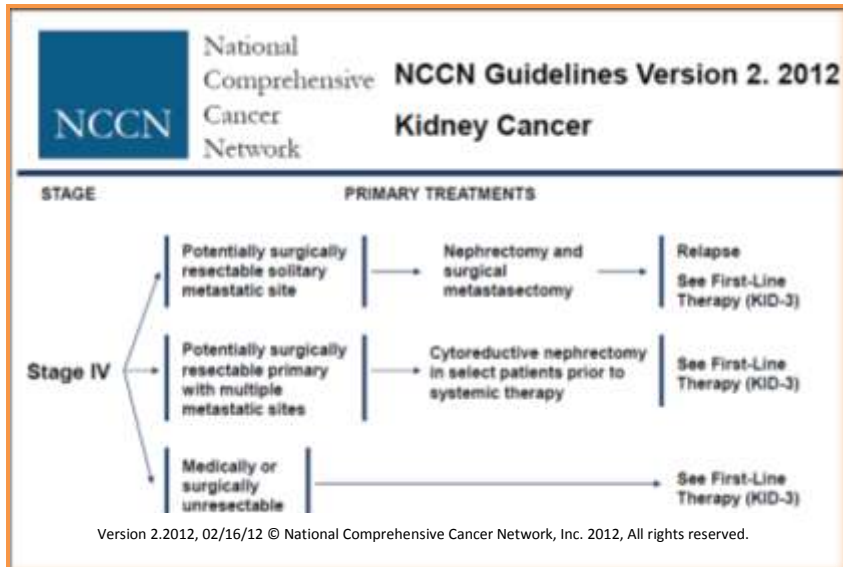 NCCN
National
Comprehensive
Cancer
Network
NCCN Guidelines Version 2. 2012
Kidney Cancer
STAGE
PRIMARY TREATMENTS
Stage IV
Potentially surgically
resectable solitary
metastatic site
Nephrectomy and
surgical
metastasectomy
Relapse
See First-Line
Therapy (KID-3)
Potentially surgically
resectable primary
with multiple
metastatic sites
Cytoreductive nephrectomy
in select patients prior to
systemic therapy
See First-Line
Therapy (KID-3)
Medically or
surgically
unresectable
See First-Line
Therapy (KID-3)
Version 2.2012, 02/16/12 © National Comprehensive Cancer Network, Inc. 2012, All rights reserved.